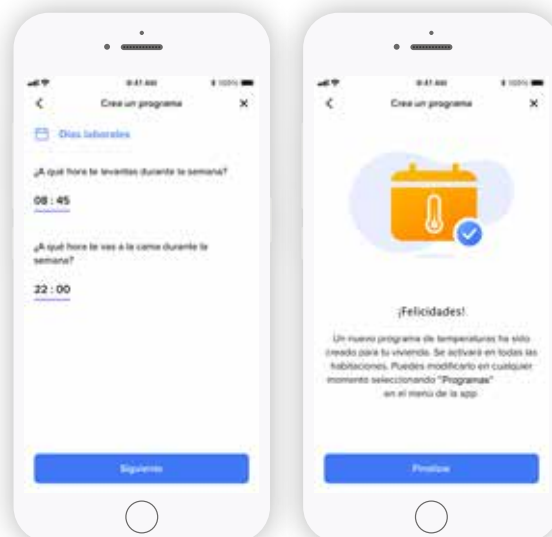 9:41 AM
100%
Crea un programa
Días laborales
¿A qué hora te levantas durante la semana?
08 : 45
¿A qué hora te vas a la cama durante la
semana?
22 : 00
Siguiente
9:41 AM
100%
Crea un programa
¡Felicidades!
Un nuevo programa de temperaturas ha sido
creado para tu vivienda. Se activará en todas las
habitaciones. Puedes modificarlo en cualquier
momento seleccionando "Programas"
en el menú de la app
Finalizar